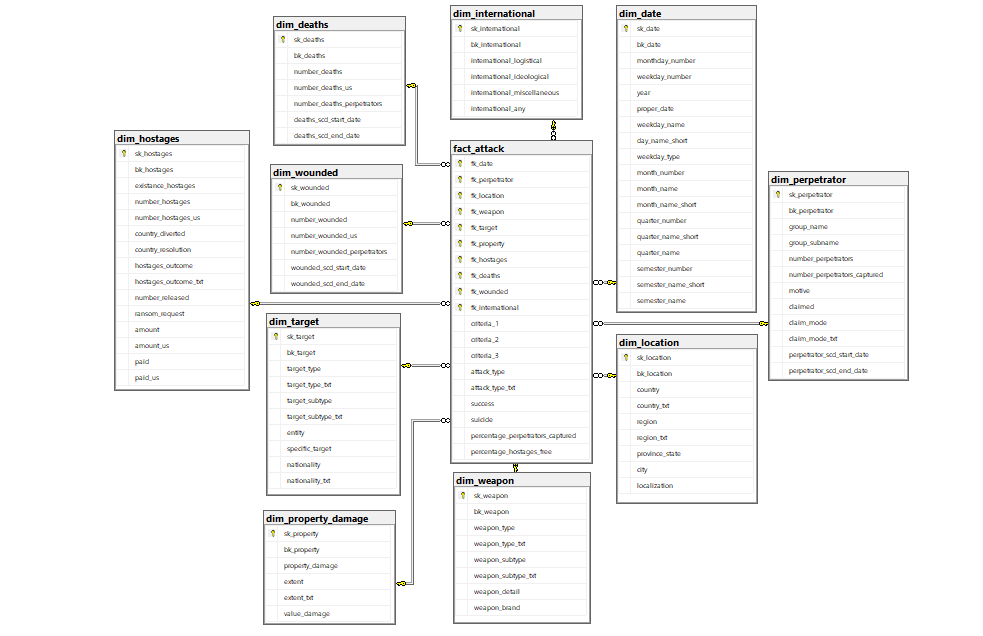 dim_deaths
sk_deaths
bk_deaths
number_deaths
number_deaths_us
number_deaths_perpetrators
deaths_scd_start_date
deaths_scd_end_date
dim_international
sk_international
bk_international
international_logistical
international_ideological
international_miscellaneous
international_any
dim_date
sk_date
bk_date
monthday_number
weekday_number
year
proper_date
weekday_name
day_name_short
weekday_type
month_number
month_name
month_name_short
quarter_number
quarter_name_short
quarter_name
semester_number
semester_name_short
semester_name
dim_hostages
sk_hostages
bk_hostages
existance_hostages
number_hostages
number_hostages_us
country_diverted
country_resolution
hostages_outcome
hostages_outcome_txt
number_released
ransom_request
amount
amount_us
paid
paid_us
dim_wounded
sk_wounded
bk_wounded
number_wounded
number_wounded_us
number_wounded_perpetrators
wounded_scd_start_date
wounded_scd_end_date
fact_attack
fk_date
fk_perpetrator
fk_location
fk_weapon
fk_target
fk_property
fk_hostages
fk_deaths
fk_wounded
fk_international
criteria_1
criteria_2
criteria_3
attack_type
attack_type_txt
success
suicide
percentage_perpetrators_captured
percentage_hostages_free
dim_perpetrator
sk_perpetrator
bk_perpetrator
group_name
group_subname
number_perpetrators
number_perpetrators_captured
motive
claimed
claim_mode
claim_mode_txt
perpetrator_scd_start_date
perpetrator_scd_end_date
dim_target
sk_target
bk_target
target_type
target_type_txt
target_subtype
target_subtype_txt
entity
specific_target
nationality
nationality_txt
dim_location
sk_location
bk_location
country
country_txt
region
region_txt
province_state
city
localization
dim_property_damage
sk_property
bk_property
property_damage
extent
extent_txt
value_damage
dim_weapon
sk_weapon
bk_weapon
weapon_type
weapon_type_txt
weapon_subtype
weapon_subtype_txt
weapon_detail
weapon_brand